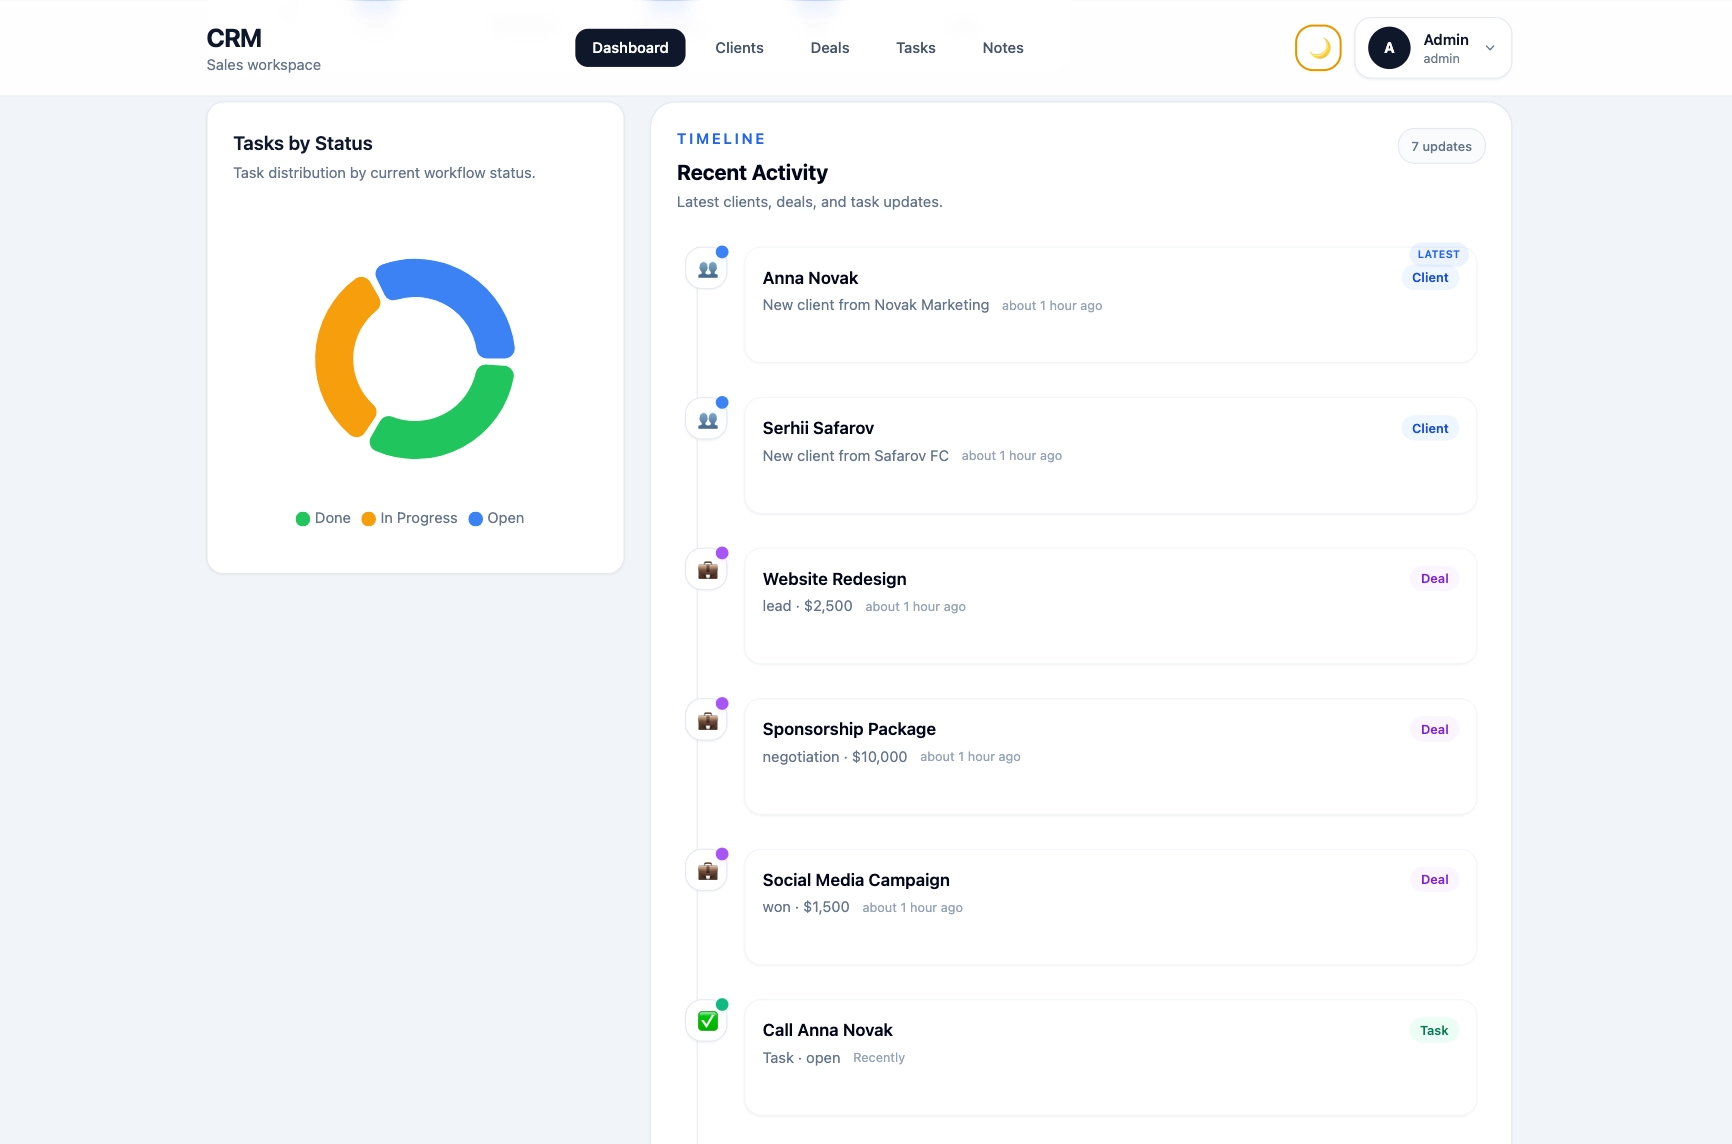 CRM
Sales workspace
Dashboard
Clients
Deals
Tasks
Notes
A
Admin
admin
Tasks by Status
Task distribution by current workflow status.
Done
In Progress
Open
TIMELINE
Recent Activity
Latest clients, deals, and task updates.
7 updates
LATEST
Anna Novak
Client
New client from Novak Marketing about 1 hour ago
Serhii Safarov
Client
New client from Safarov FC about 1 hour ago
Website Redesign
Deal
lead · $2,500 about 1 hour ago
Sponsorship Package
Deal
negotiation · $10,000 about 1 hour ago
Social Media Campaign
Deal
won · $1,500 about 1 hour ago
Call Anna Novak
Task
Task · open Recently